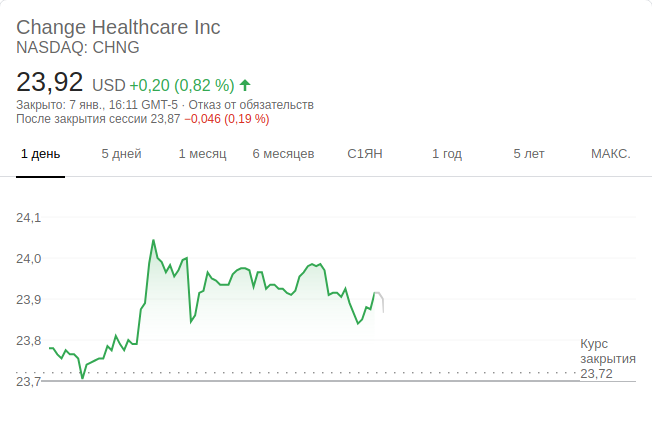 Change Healthcare Inc
NASDAQ: CHNG
23,92 USD +0,20 (0,82 %)
Закрыто: 7 янв., 16:11 GMT-5 · Отказ от обязательств
После закрытия сессии 23,87 −0,046 (0,19 %)
1 день 5 дней 1 месяц 6 месяцев С1ЯН 1 год 5 лет МАКС.
24,1
24,0
23,9
23,8
23,7
Курс
закрытия
23,72